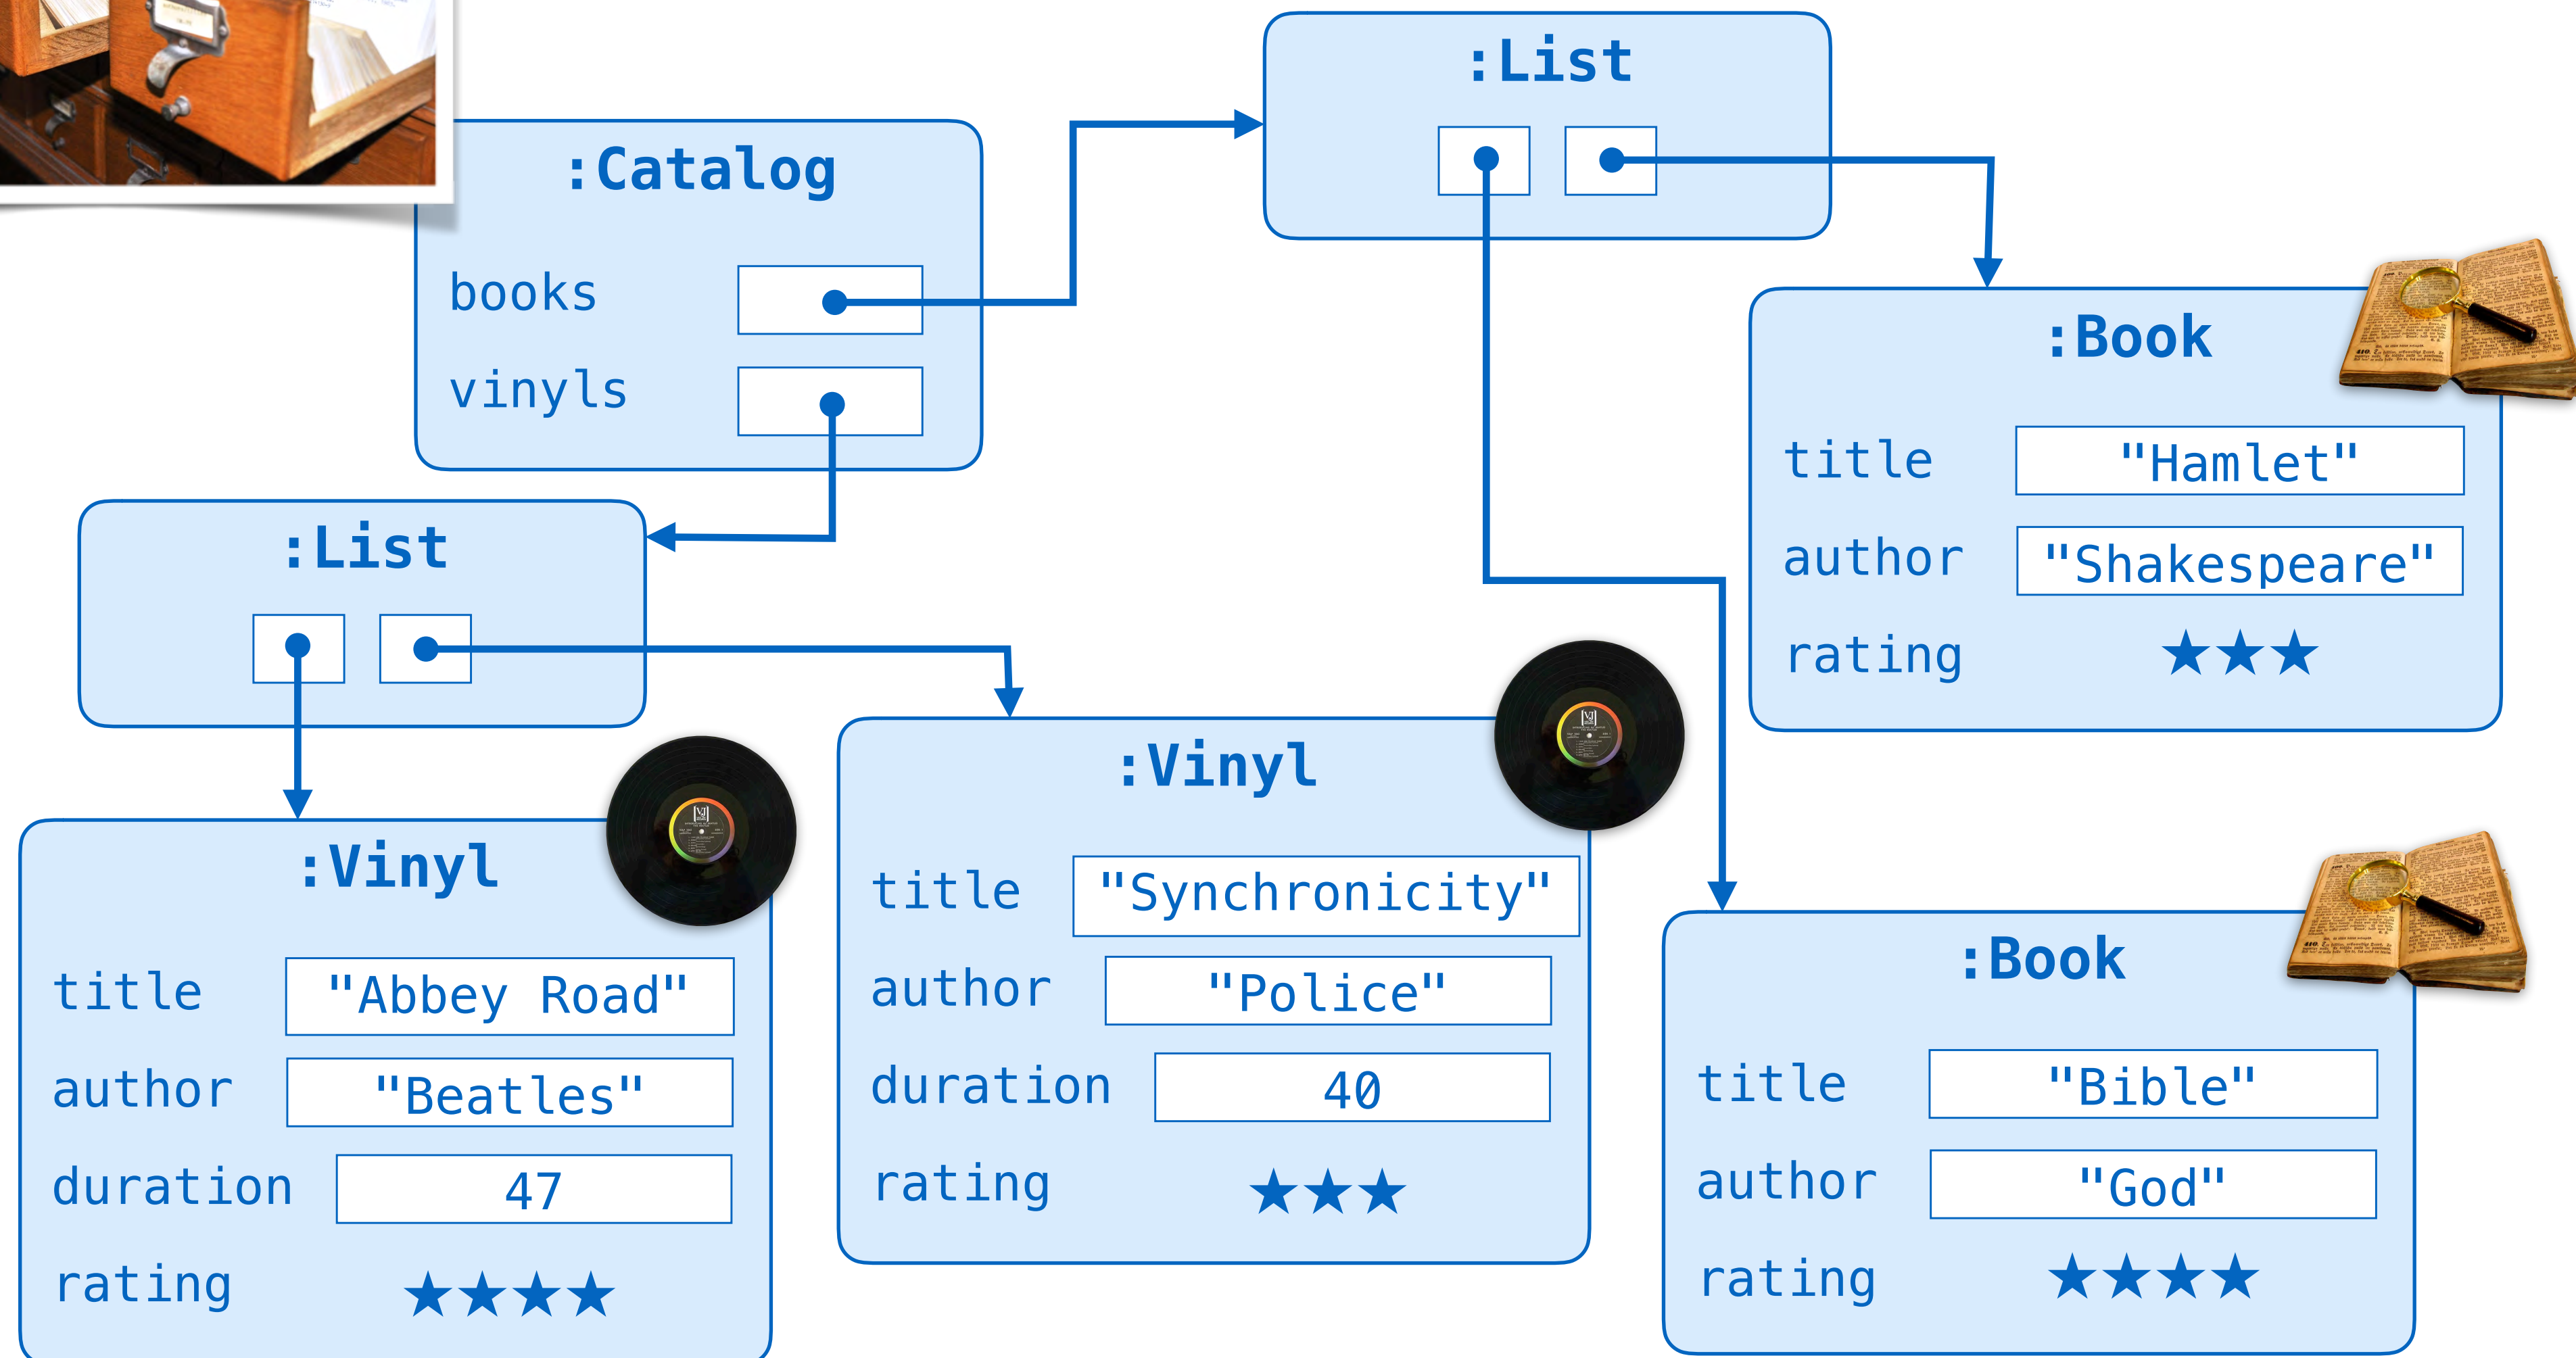 :List
:Catalog
books
vinyls
:Book
title "Hamlet"
author "Shakespeare"
rating ★★★
:List
:Vinyl
title "Synchronicity"
author "Police"
duration 40
rating ★★★
:Vinyl
title "Abbey Road"
author "Beatles"
duration 47
rating ★★★★
:Book
title "Bible"
author "God"
rating ★★★★